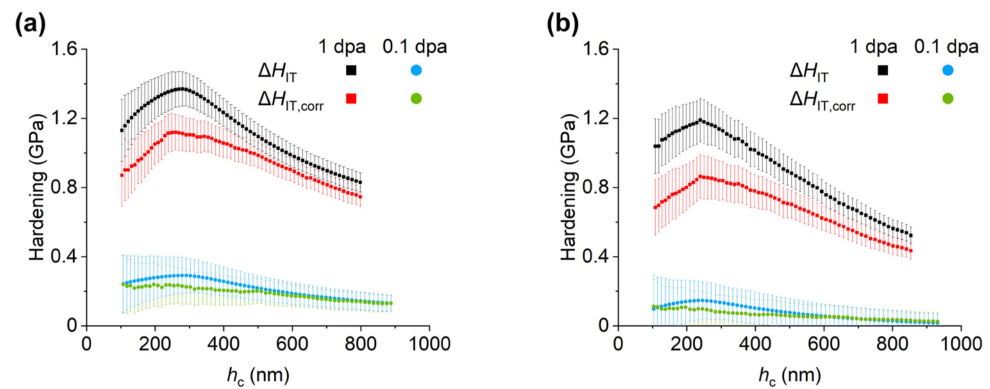 (a)
1 dpa 0.1 dpa
ΔH_IT
ΔH_IT,corr
Hardening (GPa)
1.6
1.2
0.8
0.4
0
0 200 400 600 800 1000
h_c (nm)
(b)
1 dpa 0.1 dpa
ΔH_IT
ΔH_IT,corr
Hardening (GPa)
1.6
1.2
0.8
0.4
0
0 200 400 600 800 1000
h_c (nm)